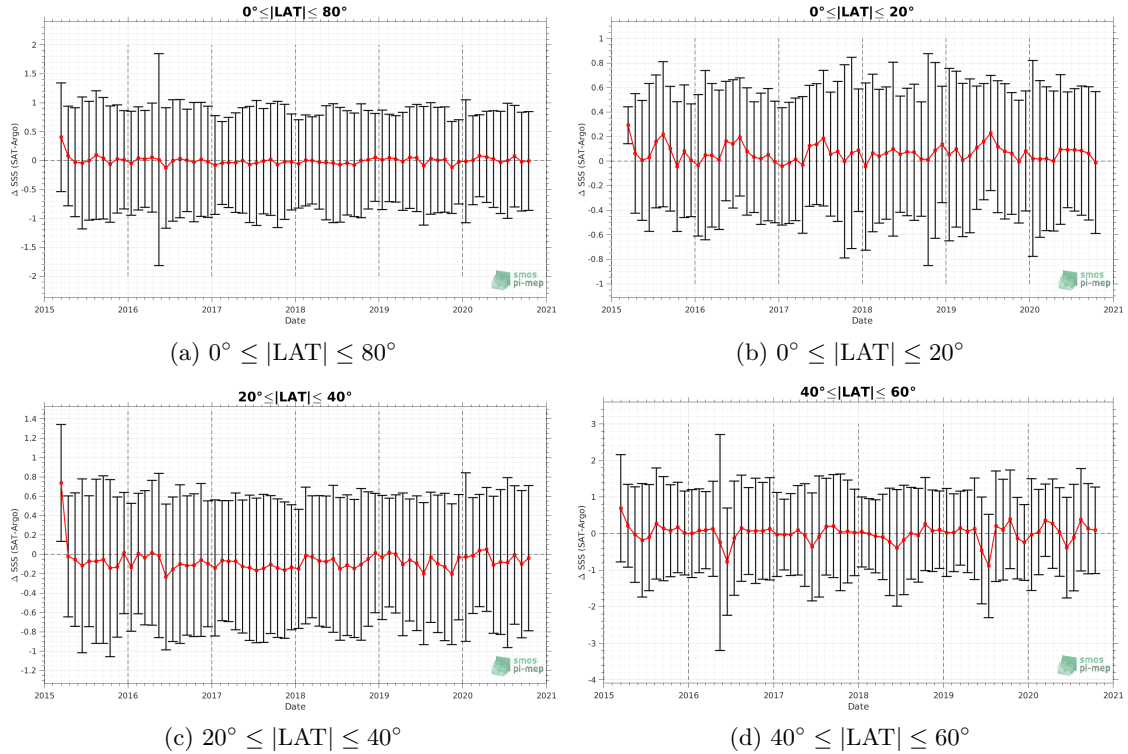 0°≤|LAT|≤ 80°
Δ SSS (SAT-Argo)
2
1.5
1
0.5
0
-0.5
-1
-1.5
-2
smos
pi-mep
2015 2016 2017 2018 2019 2020 2021
Date
(a) 0° ≤ |LAT| ≤ 80°
0°≤|LAT|≤ 20°
Δ SSS (SAT-Argo)
1
0.8
0.6
0.4
0.2
0
-0.2
-0.4
-0.6
-0.8
-1
smos
pi-mep
2015 2016 2017 2018 2019 2020 2021
Date
(b) 0° ≤ |LAT| ≤ 20°
20°≤|LAT|≤ 40°
Δ SSS (SAT-Argo)
1.4
1.2
1
0.8
0.6
0.4
0.2
0
-0.2
-0.4
-0.6
-0.8
-1
-1.2
smos
pi-mep
2015 2016 2017 2018 2019 2020 2021
Date
(c) 20° ≤ |LAT| ≤ 40°
40°≤|LAT|≤ 60°
Δ SSS (SAT-Argo)
3
2
1
0
-1
-2
-3
-4
smos
pi-mep
2015 2016 2017 2018 2019 2020 2021
Date
(d) 40° ≤ |LAT| ≤ 60°